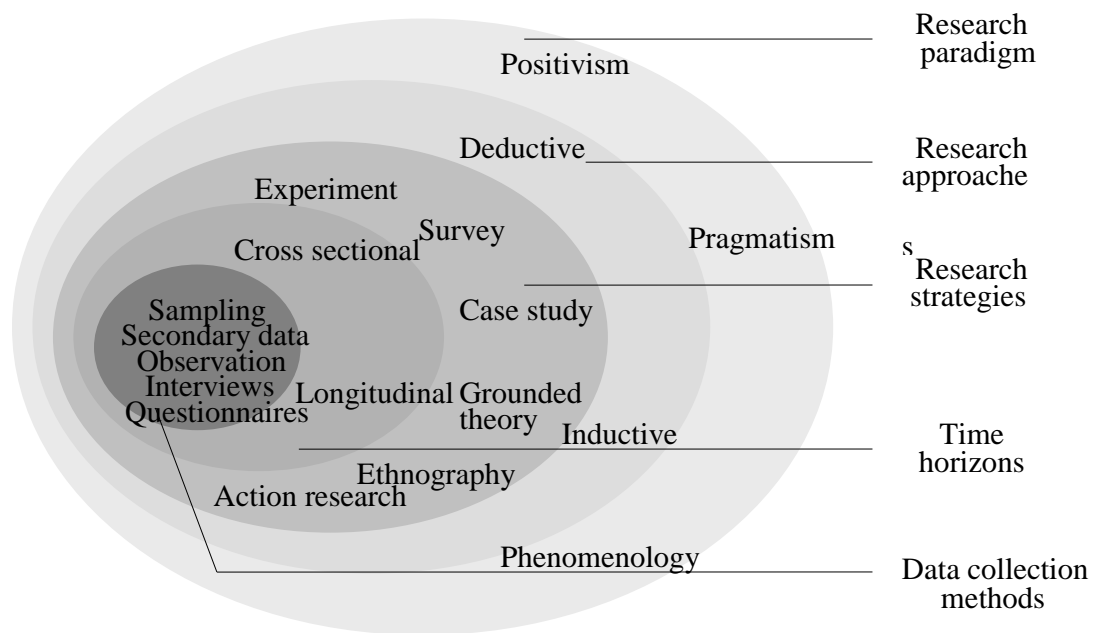 Research
paradigm
Positivism
Deductive
Research
approache
s
Experiment
Survey
Pragmatism
Cross sectional
Research
strategies
Sampling
Secondary data
Observation
Interviews
Questionnaires
Case study
Longitudinal
Grounded
theory
Inductive
Time
horizons
Ethnography
Action research
Phenomenology
Data collection
methods